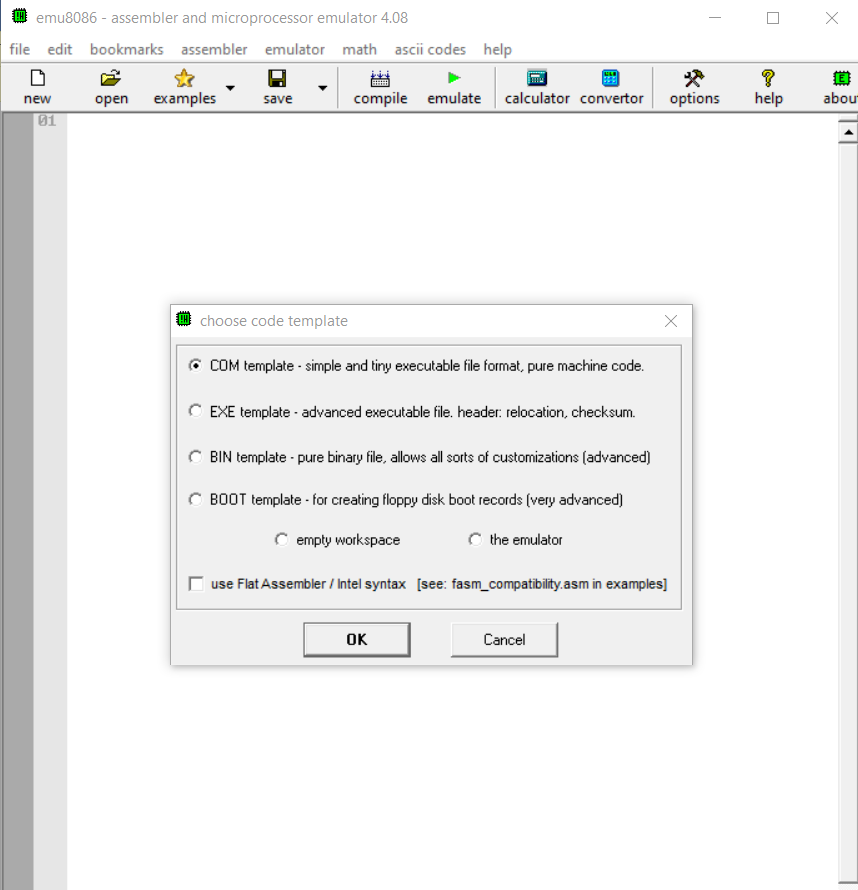 emu8086 - assembler and microprocessor emulator 4.08
file edit bookmarks assembler emulator math ascii codes help
new open examples save compile emulate calculator convertor options help abou
01
choose code template
COM template - simple and tiny executable file format, pure machine code.
EXE template - advanced executable file. header: relocation, checksum.
BIN template - pure binary file, allows all sorts of customizations (advanced)
BOOT template - for creating floppy disk boot records (very advanced)
empty workspace the emulator
use Flat Assembler / Intel syntax [see: fasm_compatibility.asm in examples]
OK Cancel